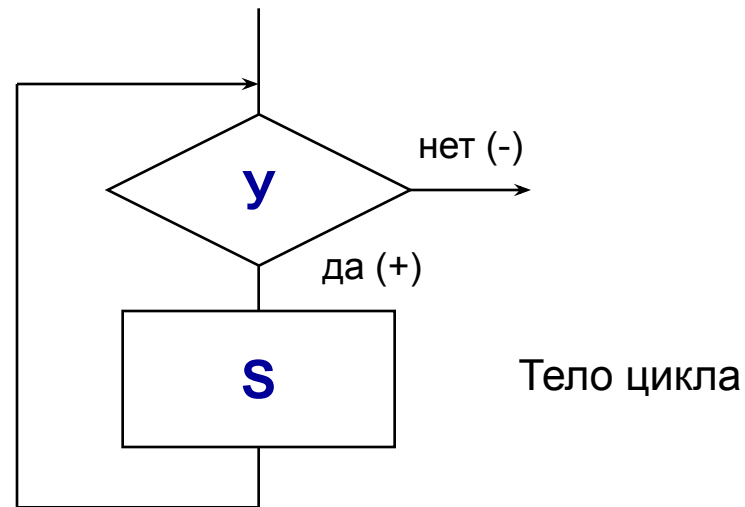 нет (-)
У
да (+)
S
Тело цикла